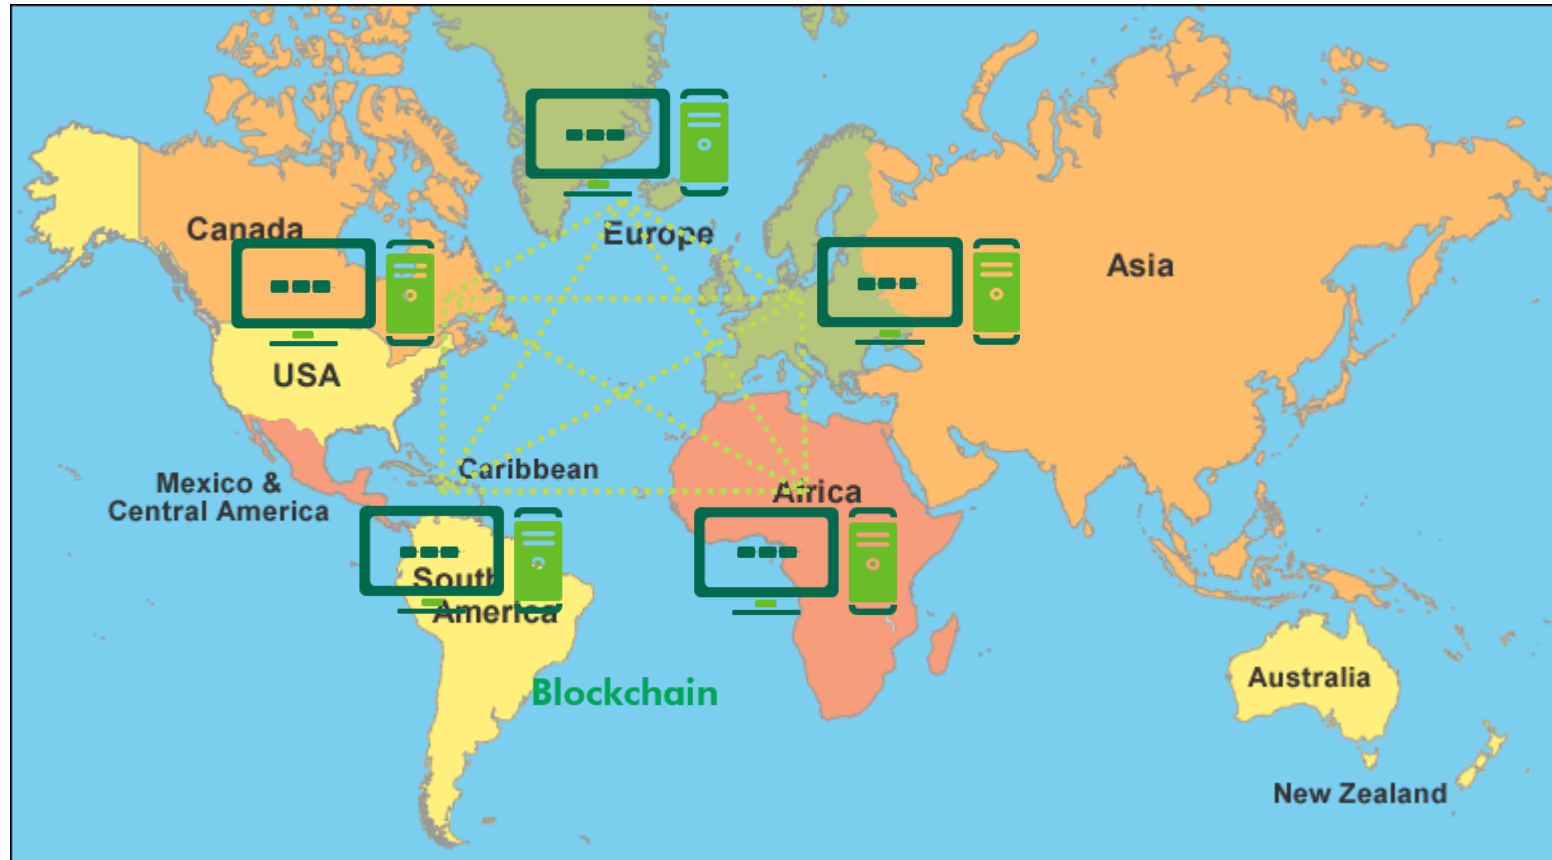 Canada
Europe
Asia
USA
Caribbean
Mexico &
Central America
Africa
South
America
Blockchain
Australia
New Zealand